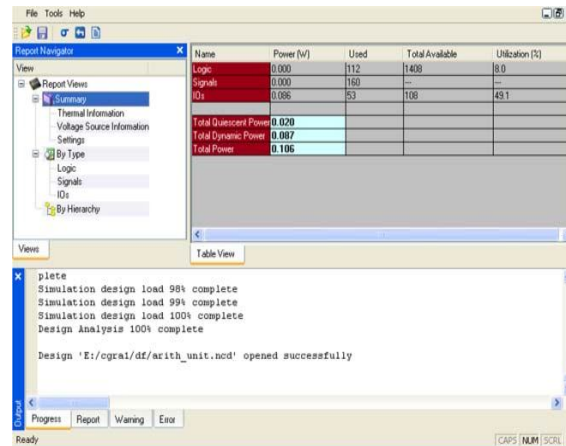 File Tools Help
Report Navigator X
View
Report Views
Summary
Thermal Information
Voltage Source Information
Settings
By Type
Logic
Signals
IOs
By Hierarchy
Views
Name Power (W) Used Total Available Utilization (%)
Logic 0.000 112 1408 8.0
Signals 0.000 160 --- ---
IOs 0.086 53 108 49.1
Total Quiescent Power 0.020
Total Dynamic Power 0.087
Total Power 0.106
Table View
plete
Simulation design load 98% complete
Simulation design load 99% complete
Simulation design load 100% complete
Design Analysis 100% complete
Design 'E:/cgra1/df/arith_unit.ncd' opened successfully
Output
Progress Report Warning Error
Ready CAPS NUM SCRL